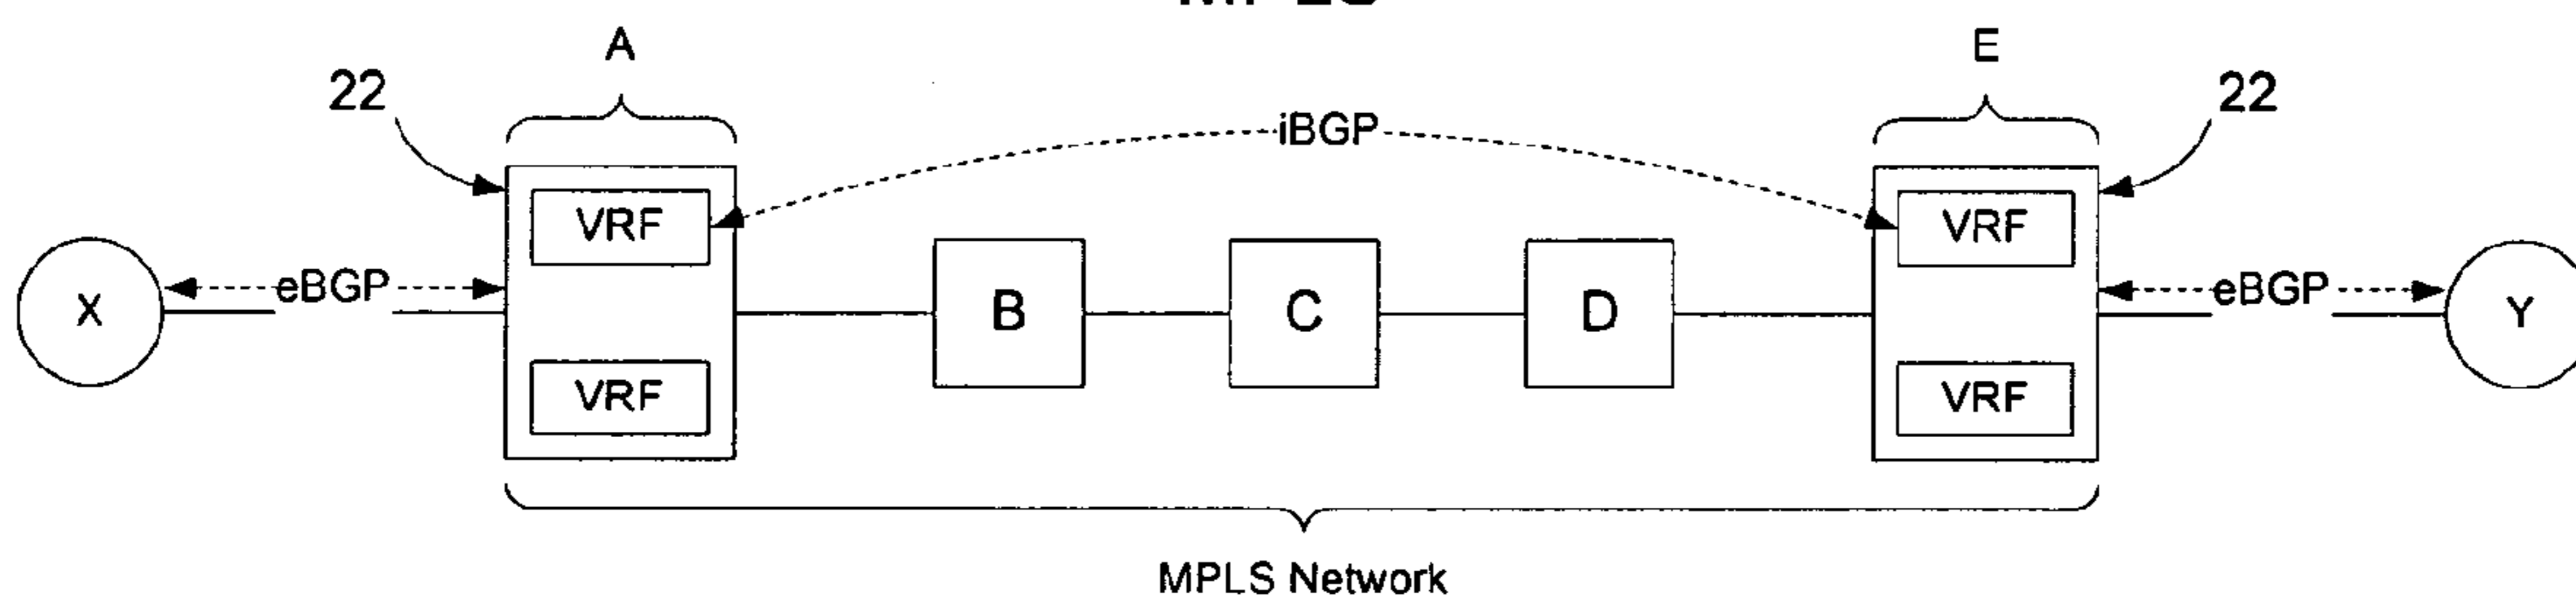 A
E
22
22
iBGP
VRF
VRF
X
eBGP
B
C
D
eBGP
Y
VRF
VRF
MPLS Network